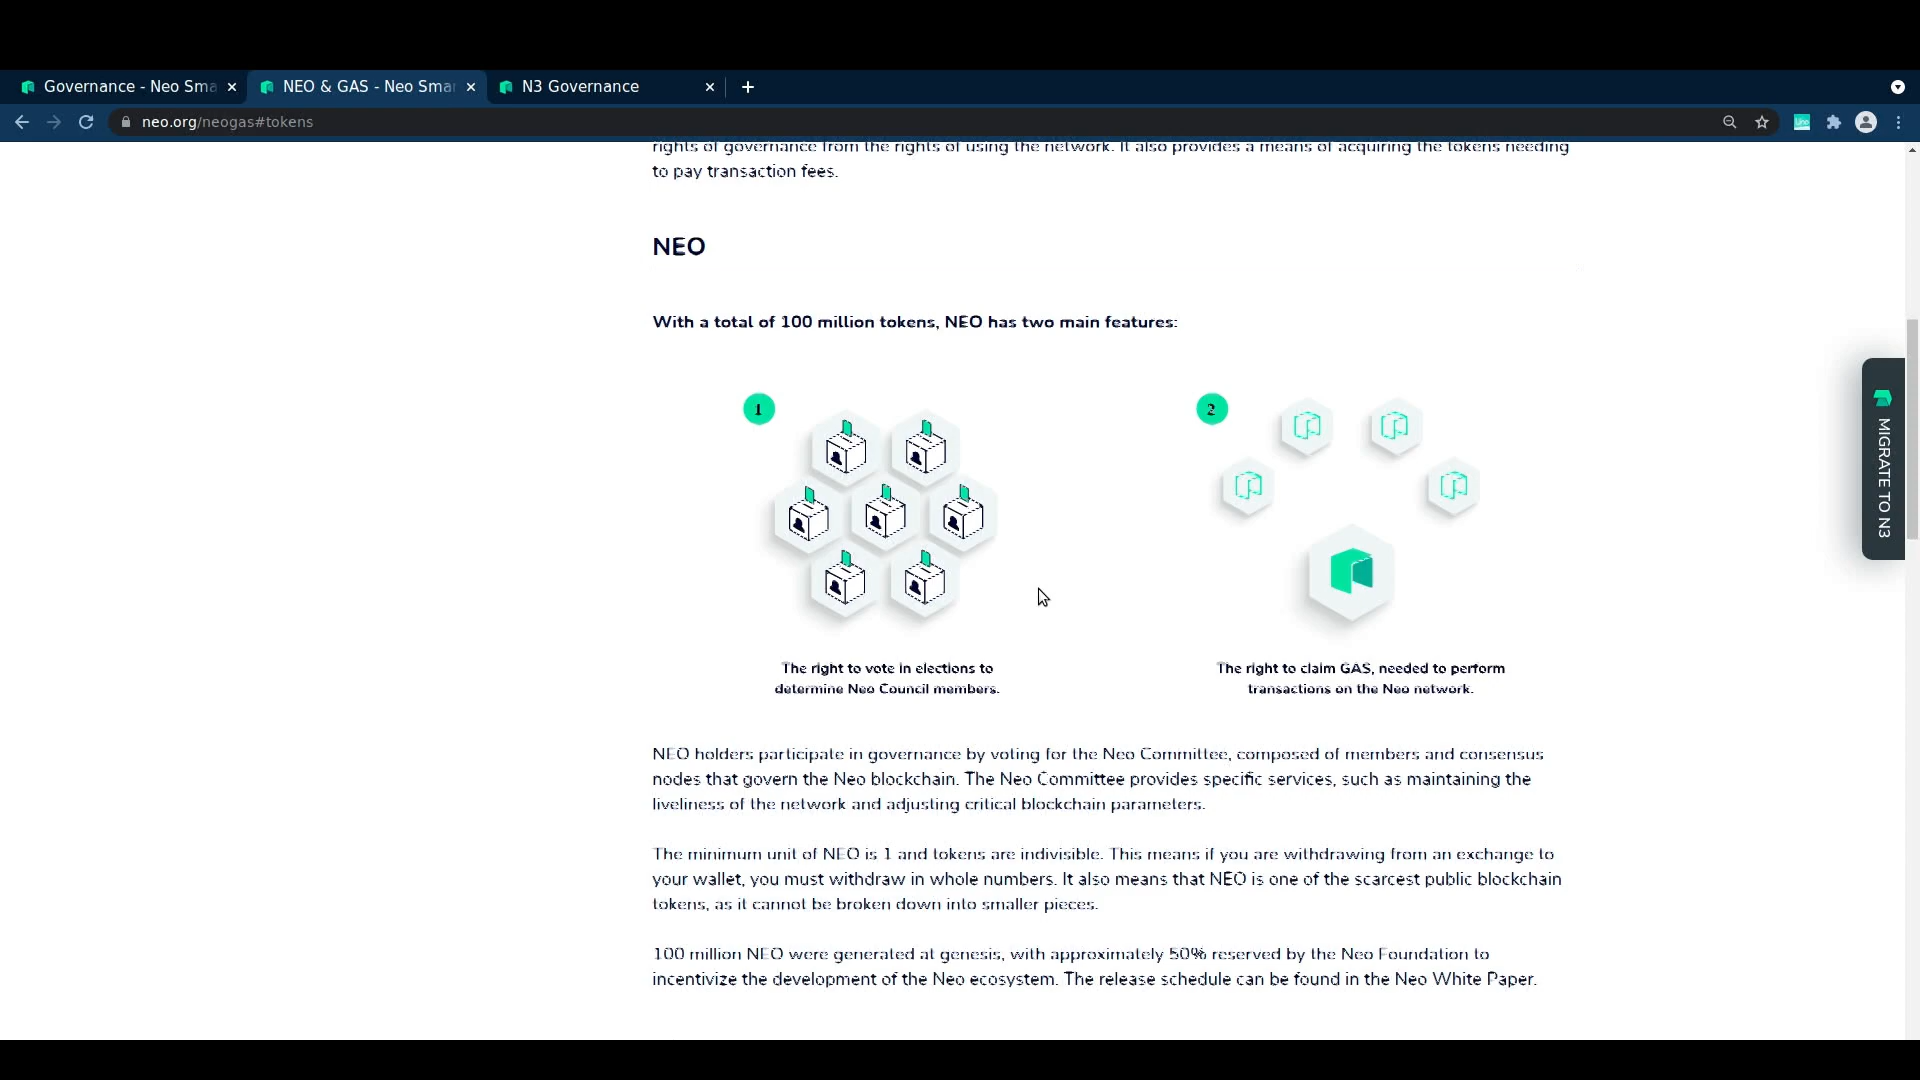 Governance - Neo Sma
NEO & GAS - Neo Smar
N3 Governance
neo.org/neogas#tokens
rights of governance from the rights of using the network. It also provides a means of acquiring the tokens needing
to pay transaction fees.
NEO
With a total of 100 million tokens, NEO has two main features:
1
2
MIGRATE TO N3
The right to vote in elections to
determine Neo Council members.
The right to claim GAS, needed to perform
transactions on the Neo network.
NEO holders participate in governance by voting for the Neo Committee, composed of members and consensus
nodes that govern the Neo blockchain. The Neo Committee provides specific services, such as maintaining the
liveliness of the network and adjusting critical blockchain parameters.
The minimum unit of NEO is 1 and tokens are indivisible. This means if you are withdrawing from an exchange to
your wallet, you must withdraw in whole numbers. It also means that NEO is one of the scarcest public blockchain
tokens, as it cannot be broken down into smaller pieces.
100 million NEO were generated at genesis, with approximately 50% reserved by the Neo Foundation to
incentivize the development of the Neo ecosystem. The release schedule can be found in the Neo White Paper.